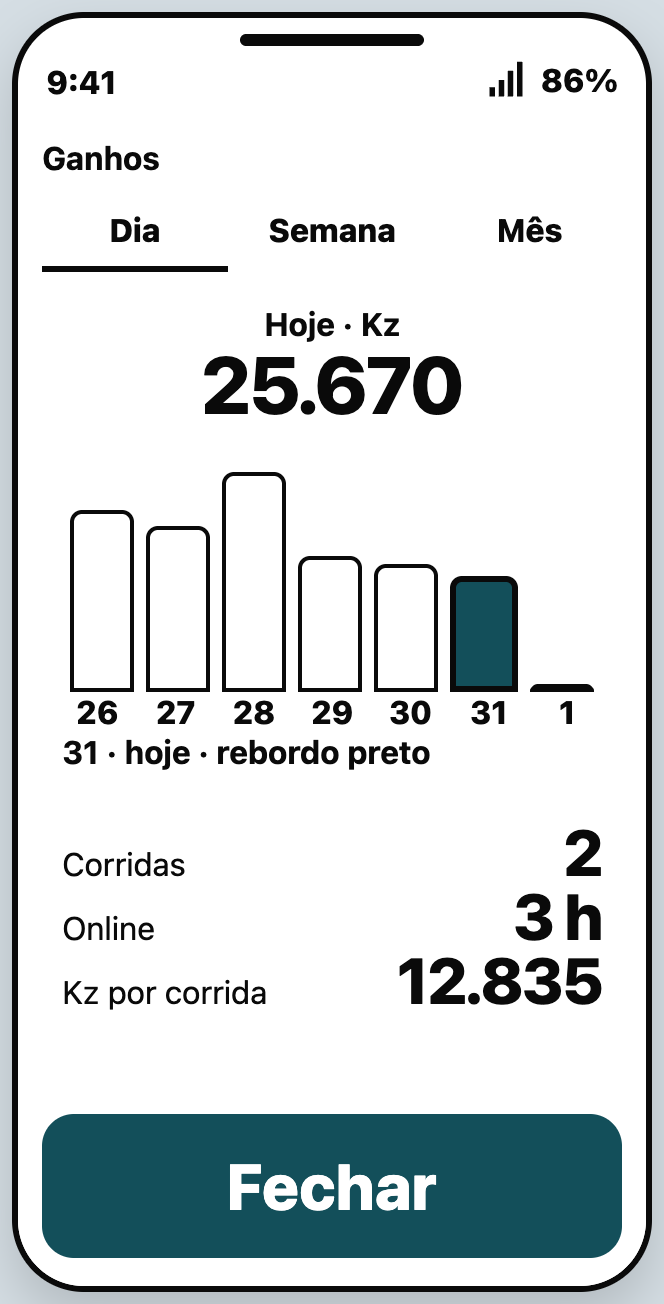 9:41 86%
Ganhos
Dia Semana Mês
Hoje · Kz
25.670
26 27 28 29 30 31 1
31 · hoje · rebordo preto
Corridas 2
Online 3 h
Kz por corrida 12.835
Fechar